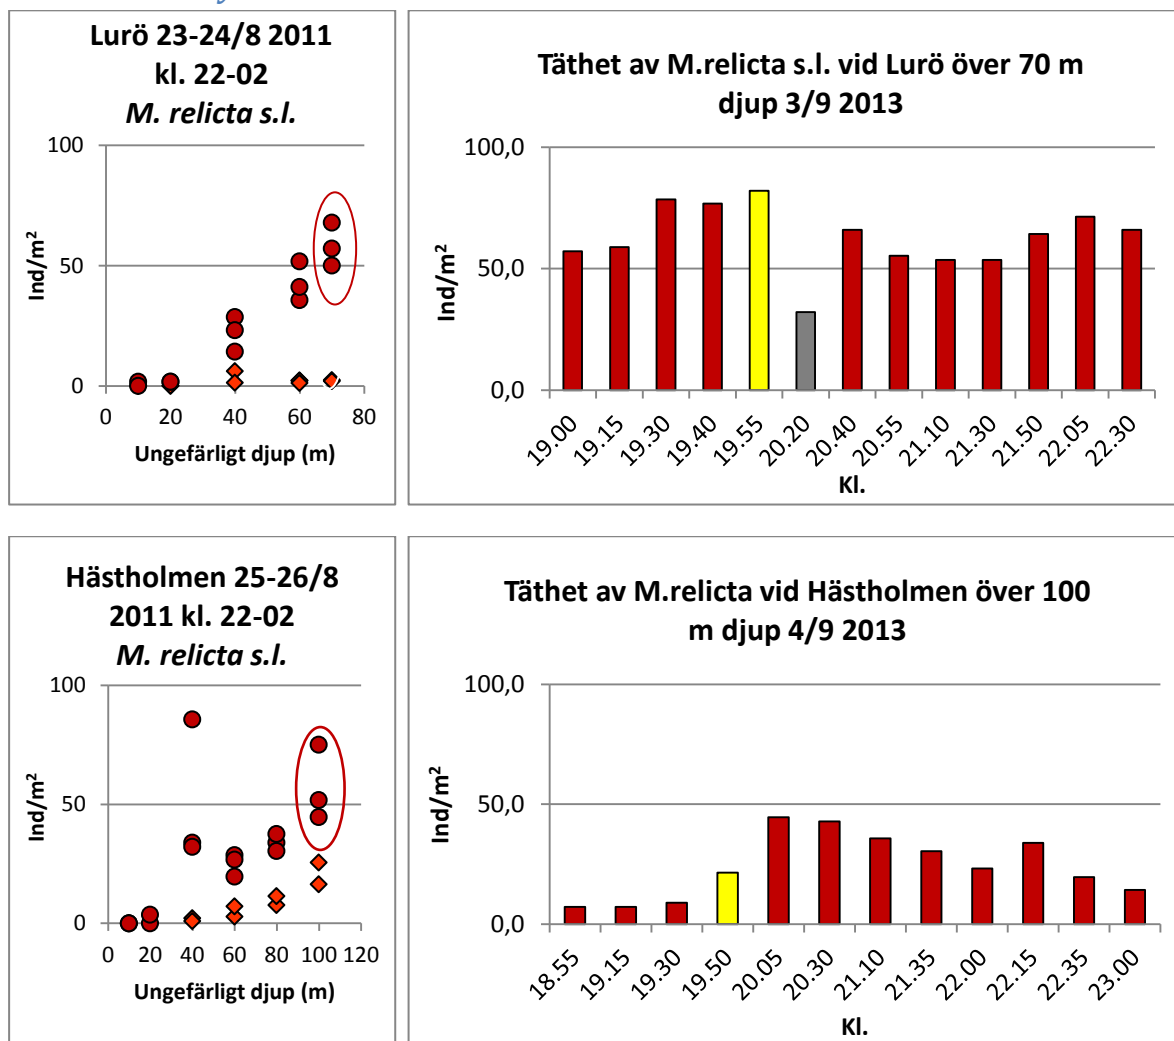 Lurö 23-24/8 2011
kl. 22-02
M. relicta s.l.
100
50
0
Ind/m²
0 20 40 60 80
Ungefärligt djup (m)
Täthet av M.relicta s.l. vid Lurö över 70 m
djup 3/9 2013
100,0
50,0
0,0
Ind/m²
19.00 19.15 19.30 19.40 19.55 20.20 20.40 20.55 21.10 21.30 21.50 22.05 22.30
Kl.
Hästholmen 25-26/8
2011 kl. 22-02
M. relicta s.l.
100
50
0
Ind/m²
0 20 40 60 80 100 120
Ungefärligt djup (m)
Täthet av M.relicta vid Hästholmen över 100
m djup 4/9 2013
100,0
50,0
0,0
Ind/m²
18.55 19.15 19.30 19.50 20.05 20.30 21.10 21.35 22.00 22.15 22.35 23.00
Kl.